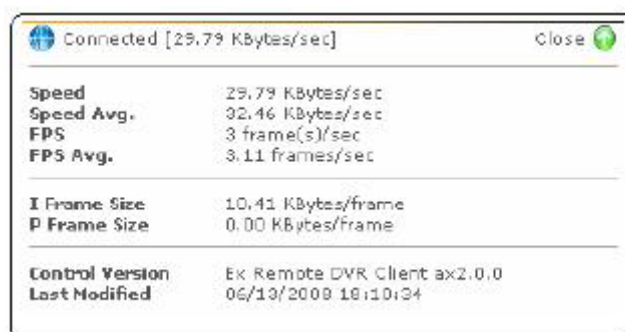 Connected [29.79 KBytes/sec] Close
Speed 29.79 KBytes/sec
Speed Avg. 32.46 KBytes/sec
FPS 3 frame(s)/sec
FPS Avg. 3.11 frames/sec
I Frame Size 10.41 KBytes/frame
P Frame Size 0.00 KBytes/frame
Control Version Ex Remote DVR Client ax2.0.0
Last Modified 06/13/2008 18:10:34